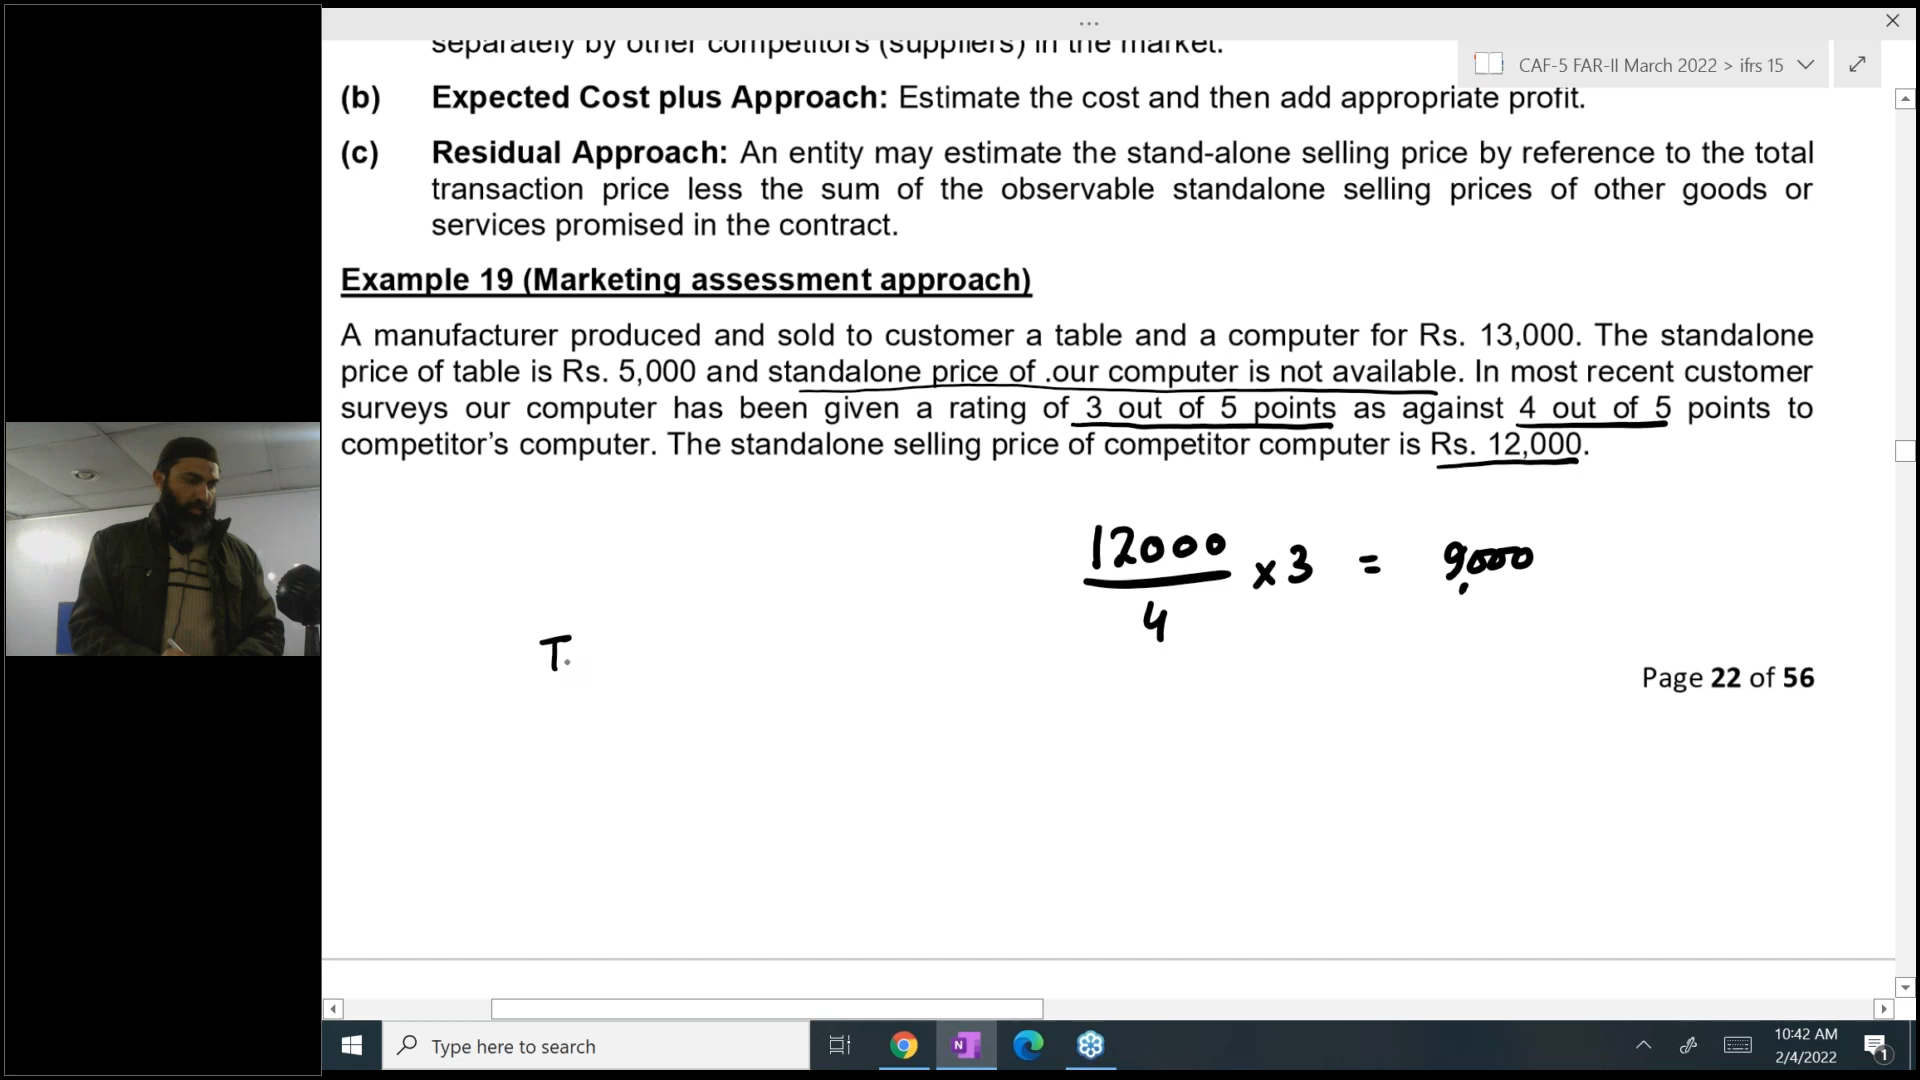 separately by other competitors (suppliers) in the market.
CAF-5 FAR-II March 2022 > ifrs 15
(b) Expected Cost plus Approach: Estimate the cost and then add appropriate profit.
(c) Residual Approach: An entity may estimate the stand-alone selling price by reference to the total
transaction price less the sum of the observable standalone selling prices of other goods or
services promised in the contract.
Example 19 (Marketing assessment approach)
A manufacturer produced and sold to customer a table and a computer for Rs. 13,000. The standalone
price of table is Rs. 5,000 and standalone price of .our computer is not available. In most recent customer
surveys our computer has been given a rating of 3 out of 5 points as against 4 out of 5 points to
competitor’s computer. The standalone selling price of competitor computer is Rs. 12,000.
12000
× 3 = 9,000
4
T.
Page 22 of 56
Type here to search
N
10:42 AM
2/4/2022
1